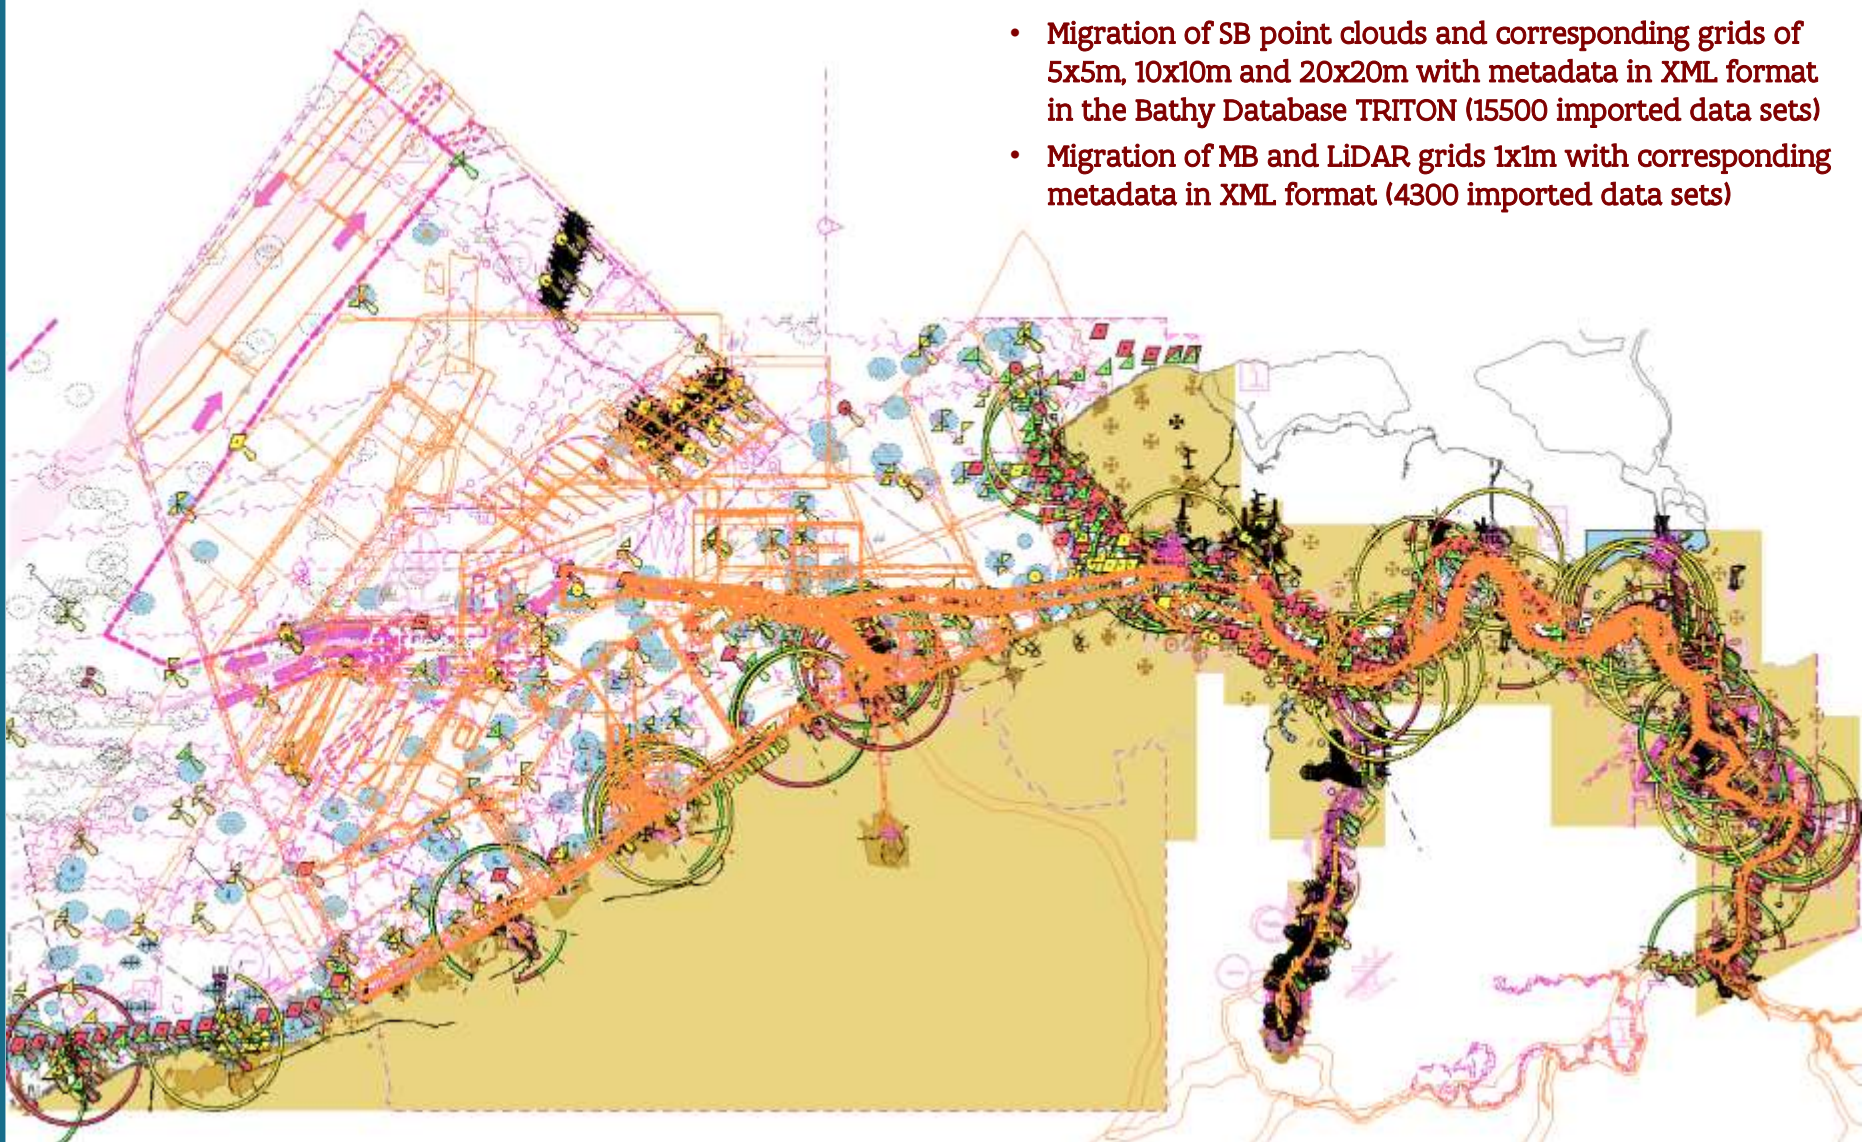 • Migration of SB point clouds and corresponding grids of
5x5m, 10x10m and 20x20m with metadata in XML format
in the Bathy Database TRITON (15500 imported data sets)
• Migration of MB and LiDAR grids 1x1m with corresponding
metadata in XML format (4300 imported data sets)